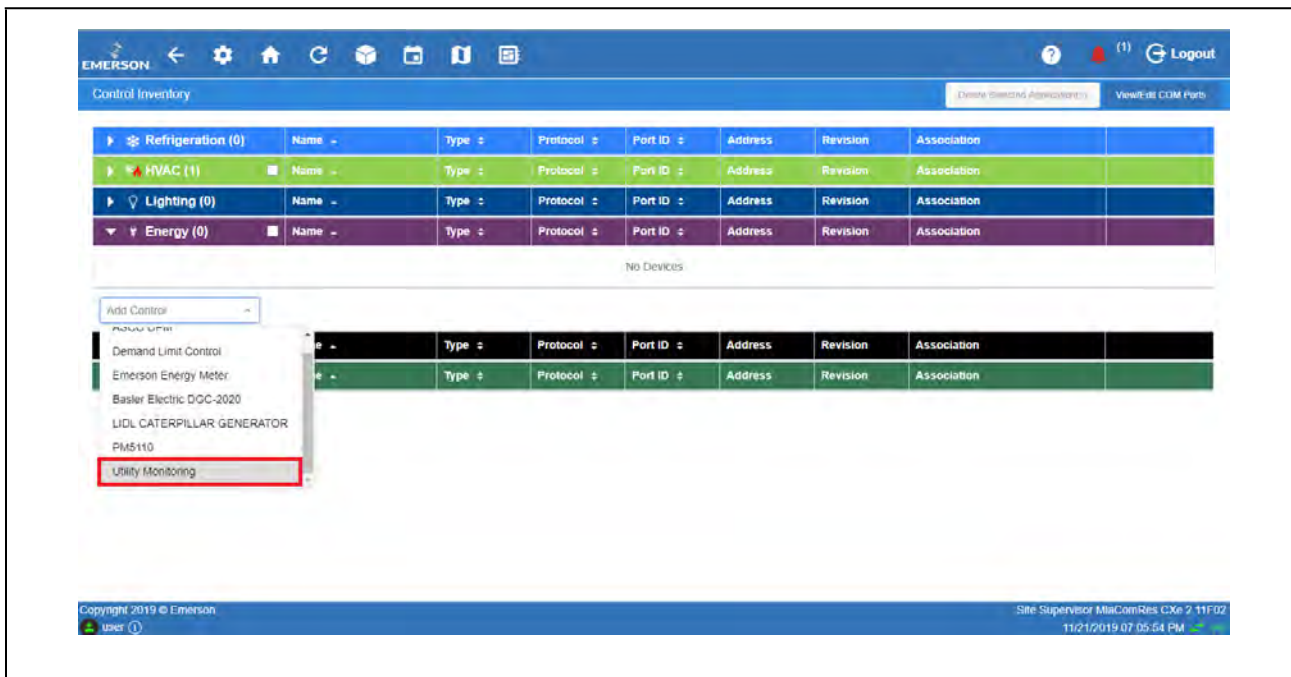 EMERSON (1) Logout
Control Inventory View/Edit COM Ports
Refrigeration (0) Name Type Protocol Port ID Address Revision Association
HVAC (1) Name Type Protocol Port ID Address Revision Association
Lighting (0) Name Type Protocol Port ID Address Revision Association
Energy (0) Name Type Protocol Port ID Address Revision Association
No Devices
Add Control
Type Protocol Port ID Address Revision Association
Demand Limit Control
Emerson Energy Meter Type Protocol Port ID Address Revision Association
Basler Electric DGC-2020
LIDL CATERPILLAR GENERATOR
PM5110
Utility Monitoring
Copyright 2019 © Emerson Site Supervisor MiaComRes CXe 2.11F02
user 11/21/2019 07:05:54 PM